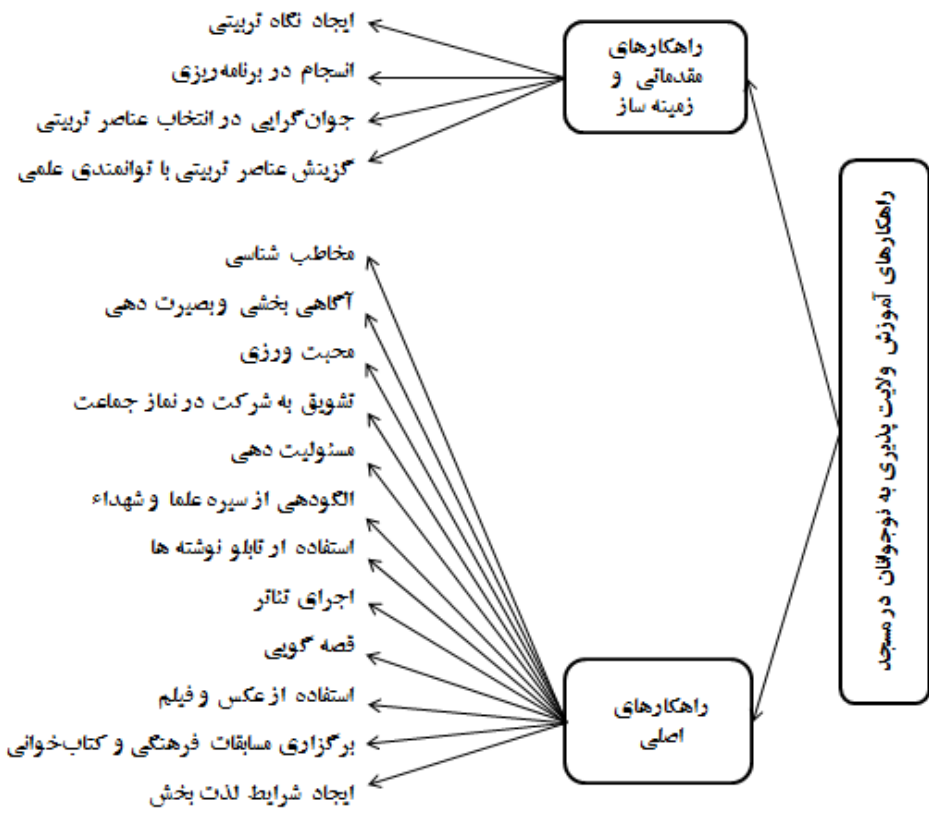 راهکارهای آموزش ولایت پذیری به نوجوانان در مسجد
راهکارهای
مقدماتی و
زمینه ساز
ایجاد نگاه تربیتی
انسجام در برنامه‌ریزی
جوان‌گرایی در انتخاب عناصر تربیتی
گزینش عناصر تربیتی با توانمندی علمی
راهکارهای
اصلی
مخاطب شناسی
آگاهی بخشی وبصیرت دهی
محبت ورزی
تشویق به شرکت در نماز جماعت
مسئولیت دهی
الگودهی از سیره علما و شهداء
استفاده ار تابلو نوشته ها
اجرای تئاتر
قصه گویی
استفاده از عکس و فیلم
برگزاری مسابقات فرهنگی و کتاب‌خوانی
ایجاد شرایط لذت بخش